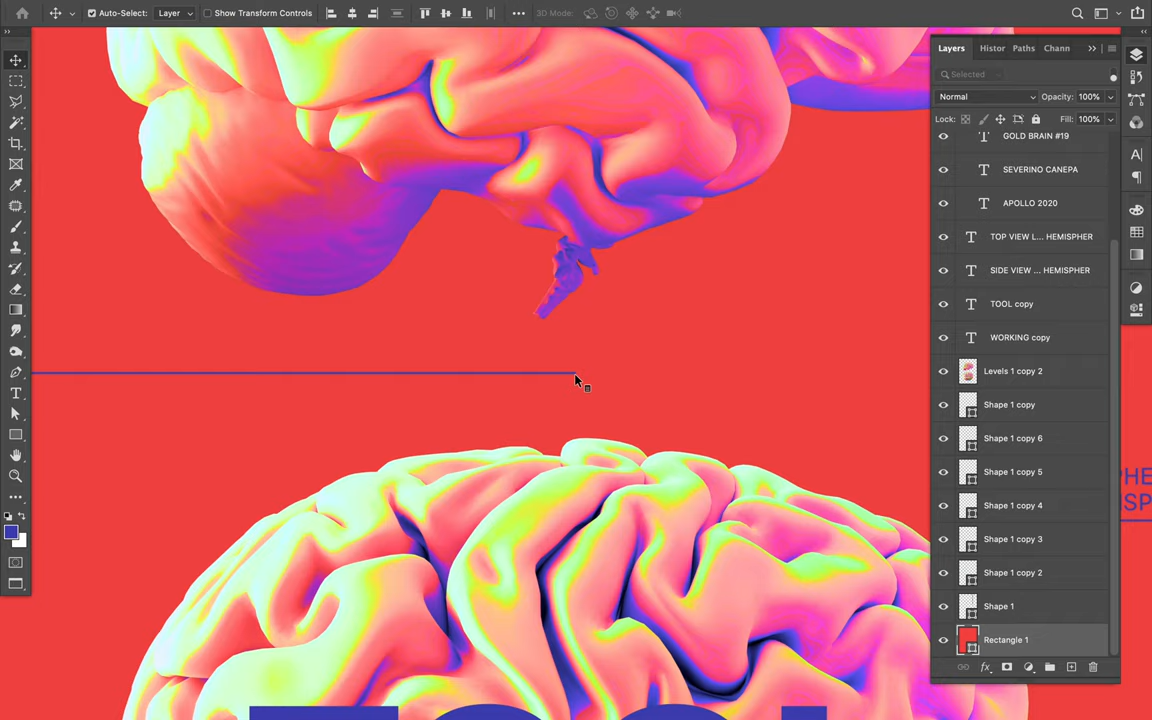 Auto-Select: Layer Show Transform Controls 3D Mode:
Layers Histor Paths Chann
Selected
Normal Opacity: 100%
Lock: Fill: 100%
GOLD BRAIN #19
SEVERINO CANEPA
APOLLO 2020
TOP VIEW L... HEMISPHER
SIDE VIEW ... HEMISPHER
TOOL copy
WORKING copy
Levels 1 copy 2
Shape 1 copy
Shape 1 copy 6
Shape 1 copy 5
Shape 1 copy 4
Shape 1 copy 3
Shape 1 copy 2
Shape 1
Rectangle 1
fx